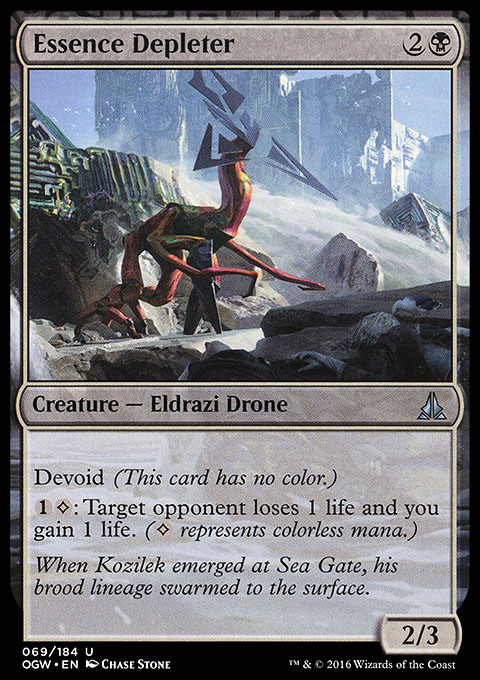 Essence Depleter 2
Creature — Eldrazi Drone
Devoid (This card has no color.)
1◇: Target opponent loses 1 life and you
gain 1 life. (◇ represents colorless mana.)
When Kozilek emerged at Sea Gate, his
brood lineage swarmed to the surface.
2/3
069/184 U
OGW • EN Chase Stone
™ & © 2016 Wizards of the Coast